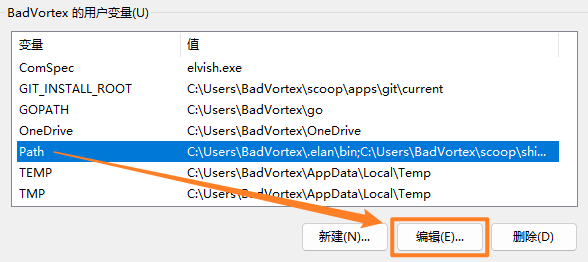 BadVortex 的用户变量(U)
变量 值
ComSpec elvish.exe
GIT_INSTALL_ROOT C:\Users\BadVortex\scoop\apps\git\current
GOPATH C:\Users\BadVortex\go
OneDrive C:\Users\BadVortex\OneDrive
Path C:\Users\BadVortex\.elan\bin;C:\Users\BadVortex\scoop\shi...
TEMP C:\Users\BadVortex\AppData\Local\Temp
TMP C:\Users\BadVortex\AppData\Local\Temp
新建(N)... 编辑(E)... 删除(D)